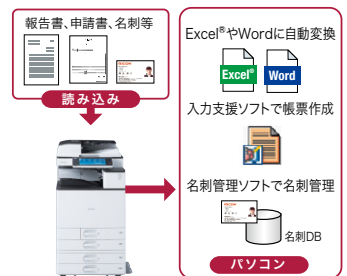 報告書、申請書、名刺等
読み込み
Excel®やWordに自動変換
Excel®
Word
入力支援ソフトで帳票作成
名刺管理ソフトで名刺管理
名刺DB
パソコン